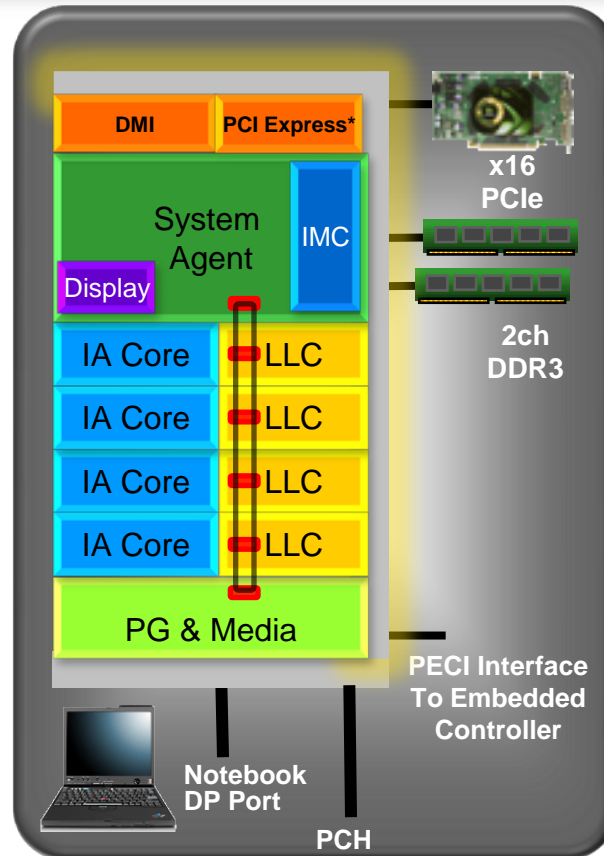 DMI
PCI Express*
x16
PCIe
System
Agent
IMC
Display
2ch
DDR3
IA Core
LLC
IA Core
LLC
IA Core
LLC
IA Core
LLC
PG & Media
PECI Interface
To Embedded
Controller
Notebook
DP Port
PCH